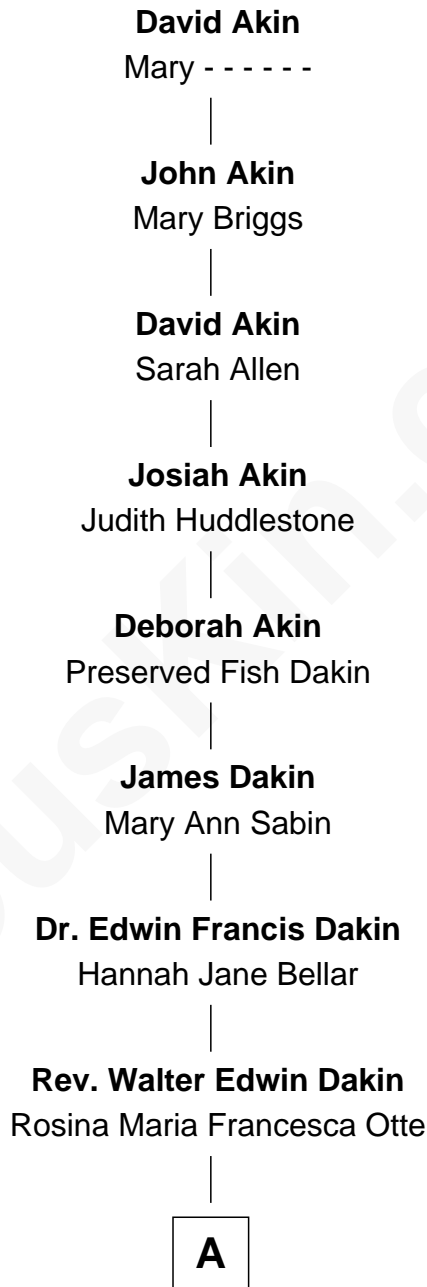 David Akin
Mary - - - - - -
John Akin
Mary Briggs
David Akin
Sarah Allen
Josiah Akin
Judith Huddlestone
Deborah Akin
Preserved Fish Dakin
James Dakin
Mary Ann Sabin
Dr. Edwin Francis Dakin
Hannah Jane Bellar
Rev. Walter Edwin Dakin
Rosina Maria Francesca Otte
A